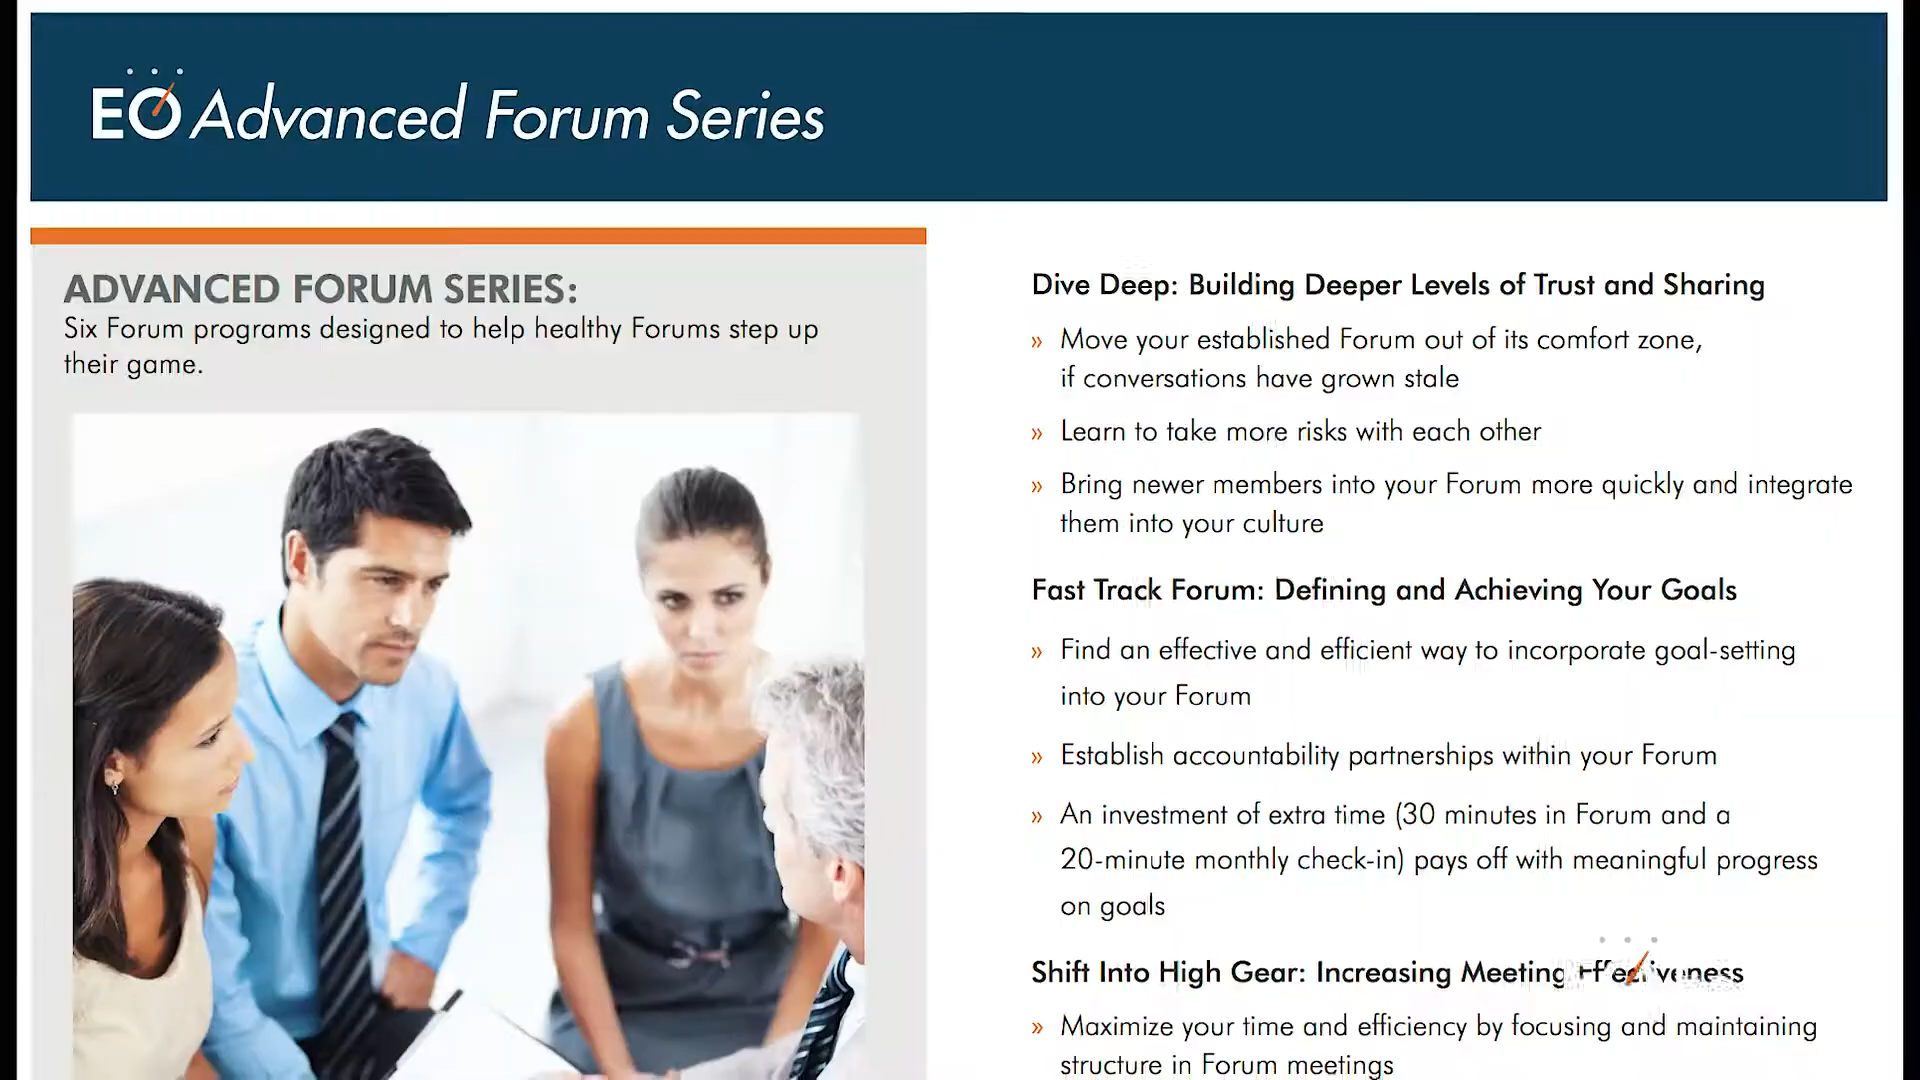 EO Advanced Forum Series
ADVANCED FORUM SERIES:
Six Forum programs designed to help healthy Forums step up
their game.
Dive Deep: Building Deeper Levels of Trust and Sharing
» Move your established Forum out of its comfort zone,
if conversations have grown stale
» Learn to take more risks with each other
» Bring newer members into your Forum more quickly and integrate
them into your culture
Fast Track Forum: Defining and Achieving Your Goals
» Find an effective and efficient way to incorporate goal-setting
into your Forum
» Establish accountability partnerships within your Forum
» An investment of extra time (30 minutes in Forum and a
20-minute monthly check-in) pays off with meaningful progress
on goals
Shift Into High Gear: Increasing Meeting Effectiveness
» Maximize your time and efficiency by focusing and maintaining
structure in Forum meetings